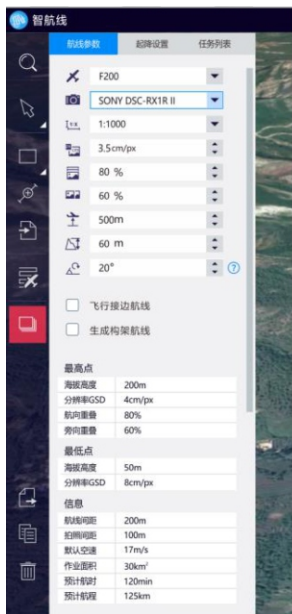 智航线
航线参数 起降设置 任务列表
F200
SONY DSC-RX1R II
1:1000
3.5cm/px
80 %
60 %
500m
60 m
20°
飞行接边航线
生成构架航线
最高点
海拔高度 200m
分辨率GSD 4cm/px
航向重叠 80%
旁向重叠 60%
最低点
海拔高度 50m
分辨率GSD 8cm/px
信息
航线间距 200m
拍照间距 100m
默认空速 17m/s
作业面积 30km²
预计航时 120min
预计航程 125km